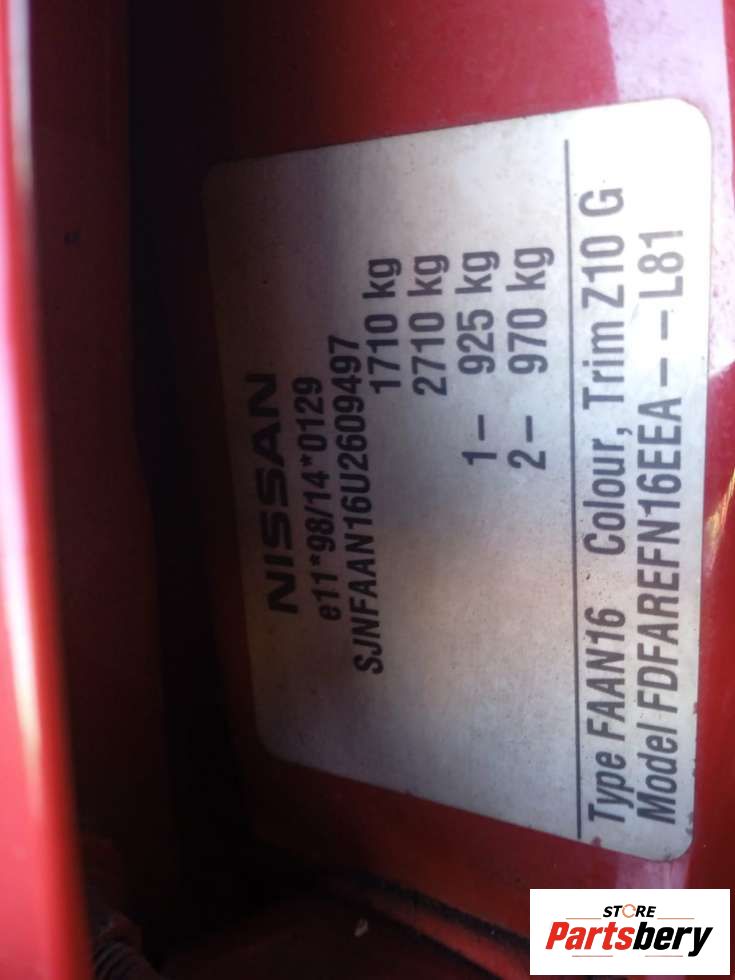 NISSAN
e11*98/14*0129
SJNFAAN16U2609497
1710 kg
2710 kg
1– 925 kg
2– 970 kg
Type FAAN16 Colour, Trim Z10 G
Model FDFAREFN16EEA – – L81
STORE
Partsbery